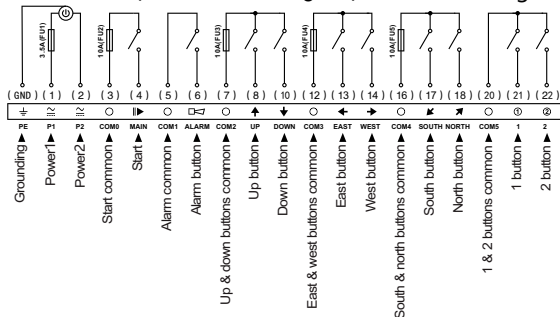 3.5A(FU1)
10A(FU2)
10A(FU3)
10A(FU4)
10A(FU5)
( GND ) ( 1 ) ( 2 ) ( 3 ) ( 4 ) ( 5 ) ( 6 ) ( 7 ) ( 8 ) ( 10 ) ( 12 ) ( 13 ) ( 14 ) ( 16 ) ( 17 ) ( 18 ) ( 20 ) ( 21 ) ( 22 )
1 2
PE P1 P2 COM0 MAIN COM1 ALARM COM2 UP DOWN COM3 EAST WEST COM4 SOUTH NORTH COM5 1 2
Grounding
Power1
Power2
Start common
Start
Alarm common
Alarm button
Up & down buttons common
Up button
Down button
East & west buttons common
East button
West button
South & north buttons common
South button
North button
1 & 2 buttons common
1 button
2 button